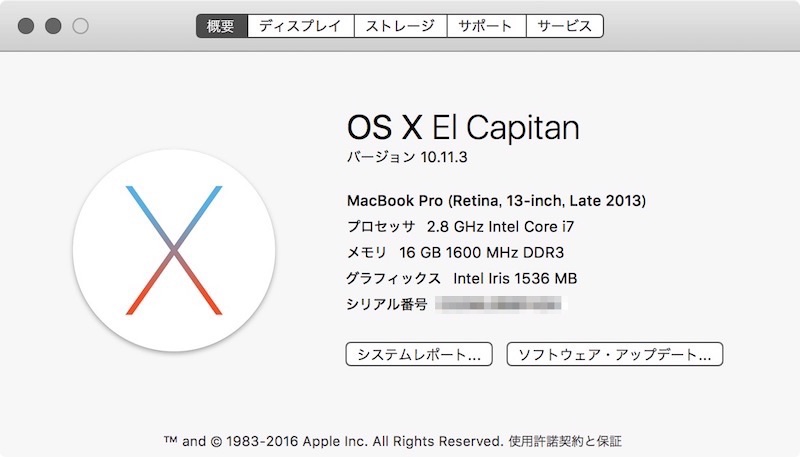 概要 ディスプレイ ストレージ サポート サービス
OS X El Capitan
バージョン 10.11.3
MacBook Pro (Retina, 13-inch, Late 2013)
プロセッサ 2.8 GHz Intel Core i7
メモリ 16 GB 1600 MHz DDR3
グラフィックス Intel Iris 1536 MB
シリアル番号
システムレポート... ソフトウェア・アップデート...
™ and © 1983-2016 Apple Inc. All Rights Reserved. 使用許諾契約と保証